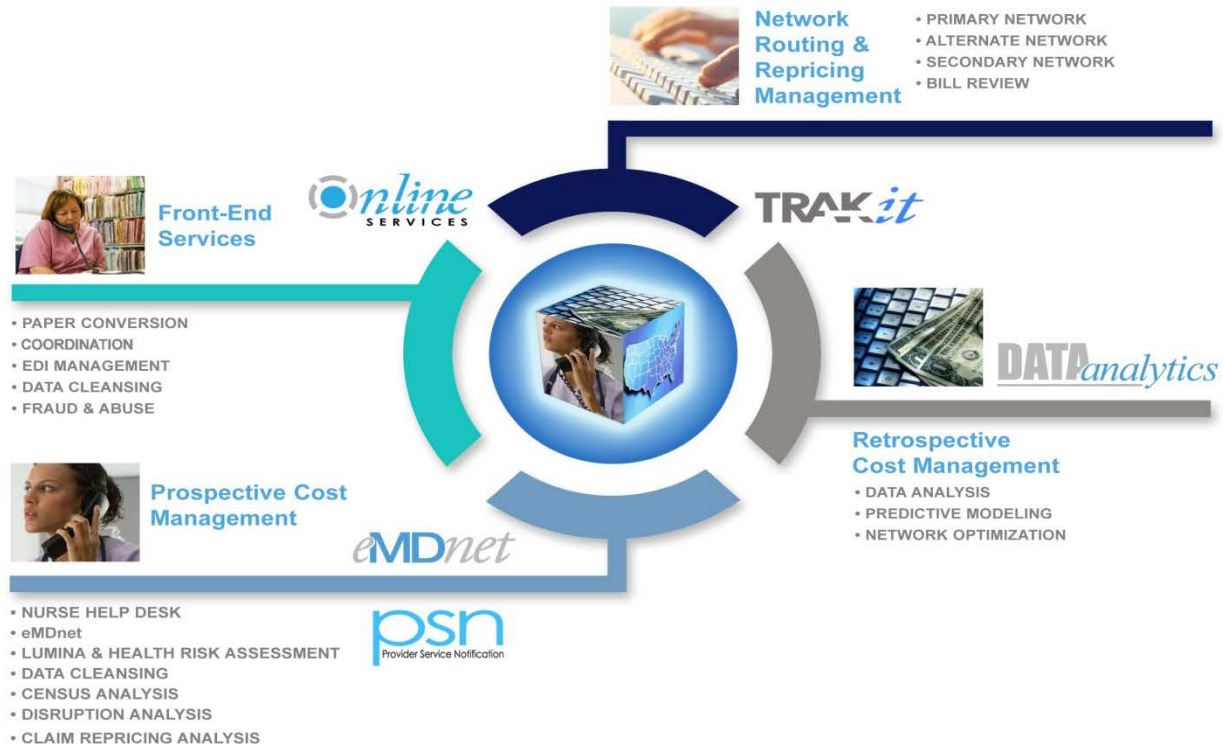 Network
Routing &
Repricing
Management
• PRIMARY NETWORK
• ALTERNATE NETWORK
• SECONDARY NETWORK
• BILL REVIEW
Front-End
Services
Online
SERVICES
TRAKit
• PAPER CONVERSION
• COORDINATION
• EDI MANAGEMENT
• DATA CLEANSING
• FRAUD & ABUSE
DATAanalytics
Retrospective
Cost Management
• DATA ANALYSIS
• PREDICTIVE MODELING
• NETWORK OPTIMIZATION
Prospective Cost
Management
eMDnet
psn
Provider Service Notification
• NURSE HELP DESK
• eMDnet
• LUMINA & HEALTH RISK ASSESSMENT
• DATA CLEANSING
• CENSUS ANALYSIS
• DISRUPTION ANALYSIS
• CLAIM REPRICING ANALYSIS